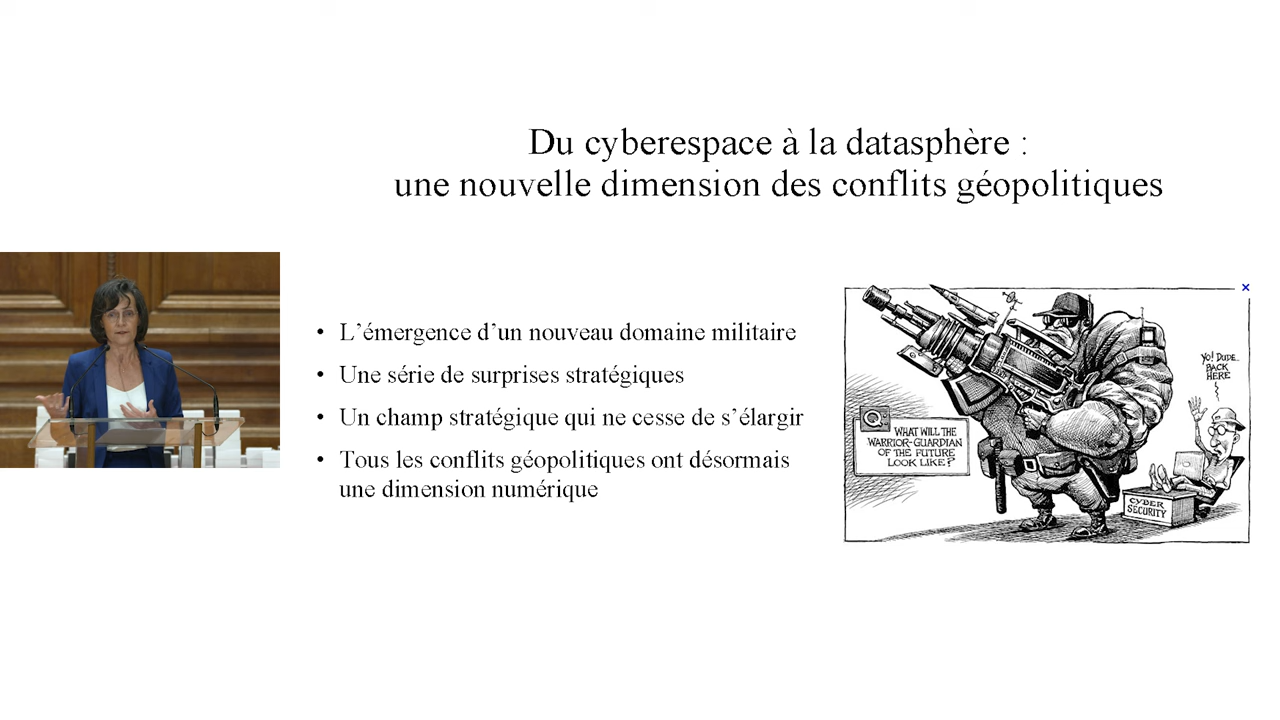 Du cyberespace à la datasphère :
une nouvelle dimension des conflits géopolitiques
• L’émergence d’un nouveau domaine militaire
• Une série de surprises stratégiques
• Un champ stratégique qui ne cesse de s’élargir
• Tous les conflits géopolitiques ont désormais
une dimension numérique
Q
WHAT WILL THE
WARRIOR-GUARDIAN
OF THE FUTURE
LOOK LIKE?
YO! DUDE...
BACK
HERE
CYBER
SECURITY